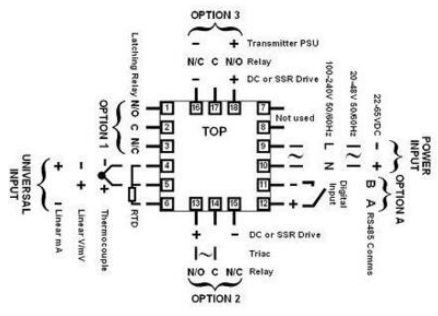 OPTION 3
– + Transmitter PSU
N/C C N/O Relay
– + DC or SSR Drive
Latching Relay N/O C N/C
OPTION 1
16 17 18
TOP
1
2
3
4
5
6
7
8
9
10
11
12
13 14 15
Not used
100-240V 50/60Hz
L
N
20-48V 50/60Hz
22-65VDC
– +
POWER INPUT
OPTION A
B
A
RS485 Comms
Digital Input
–
+
UNIVERSAL INPUT
+ – Linear mA
+ – Linear V/mV
– + Thermocouple
RTD
+ – DC or SSR Drive
|~| Triac
N/O C N/C Relay
OPTION 2